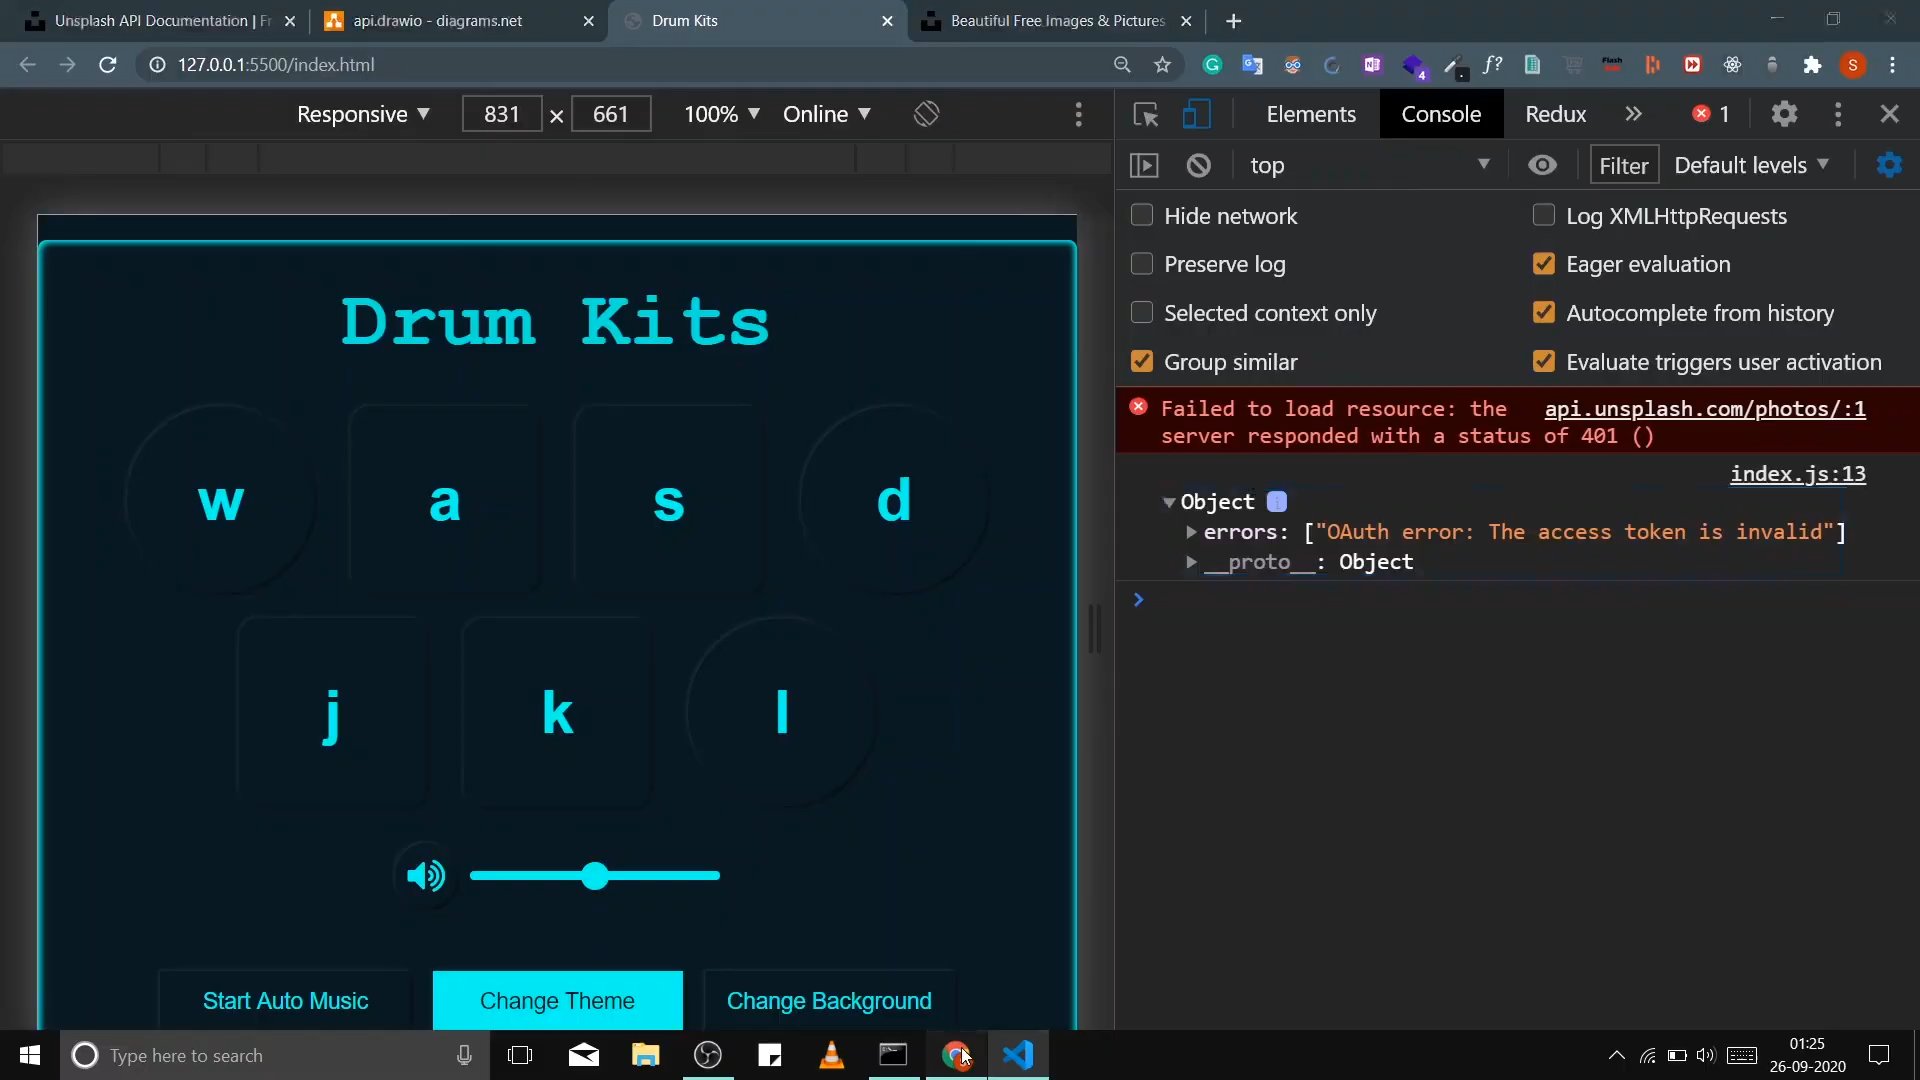 Unsplash API Documentation | Fr
api.drawio - diagrams.net
Drum Kits
Beautiful Free Images & Pictures
127.0.0.1:5500/index.html
4
f?
Flash
S
Responsive
831 × 661
100%
Online
Elements
Console
Redux
1
top
Filter
Default levels
Hide network
Log XMLHttpRequests
Preserve log
Eager evaluation
Selected context only
Autocomplete from history
Group similar
Evaluate triggers user activation
Failed to load resource: the api.unsplash.com/photos/:1
server responded with a status of 401 ()
index.js:13
Object i
errors: ["OAuth error: The access token is invalid"]
__proto__: Object
Drum Kits
w a s d
j k l
Start Auto Music
Change Theme
Change Background
Type here to search
01:25
26-09-2020